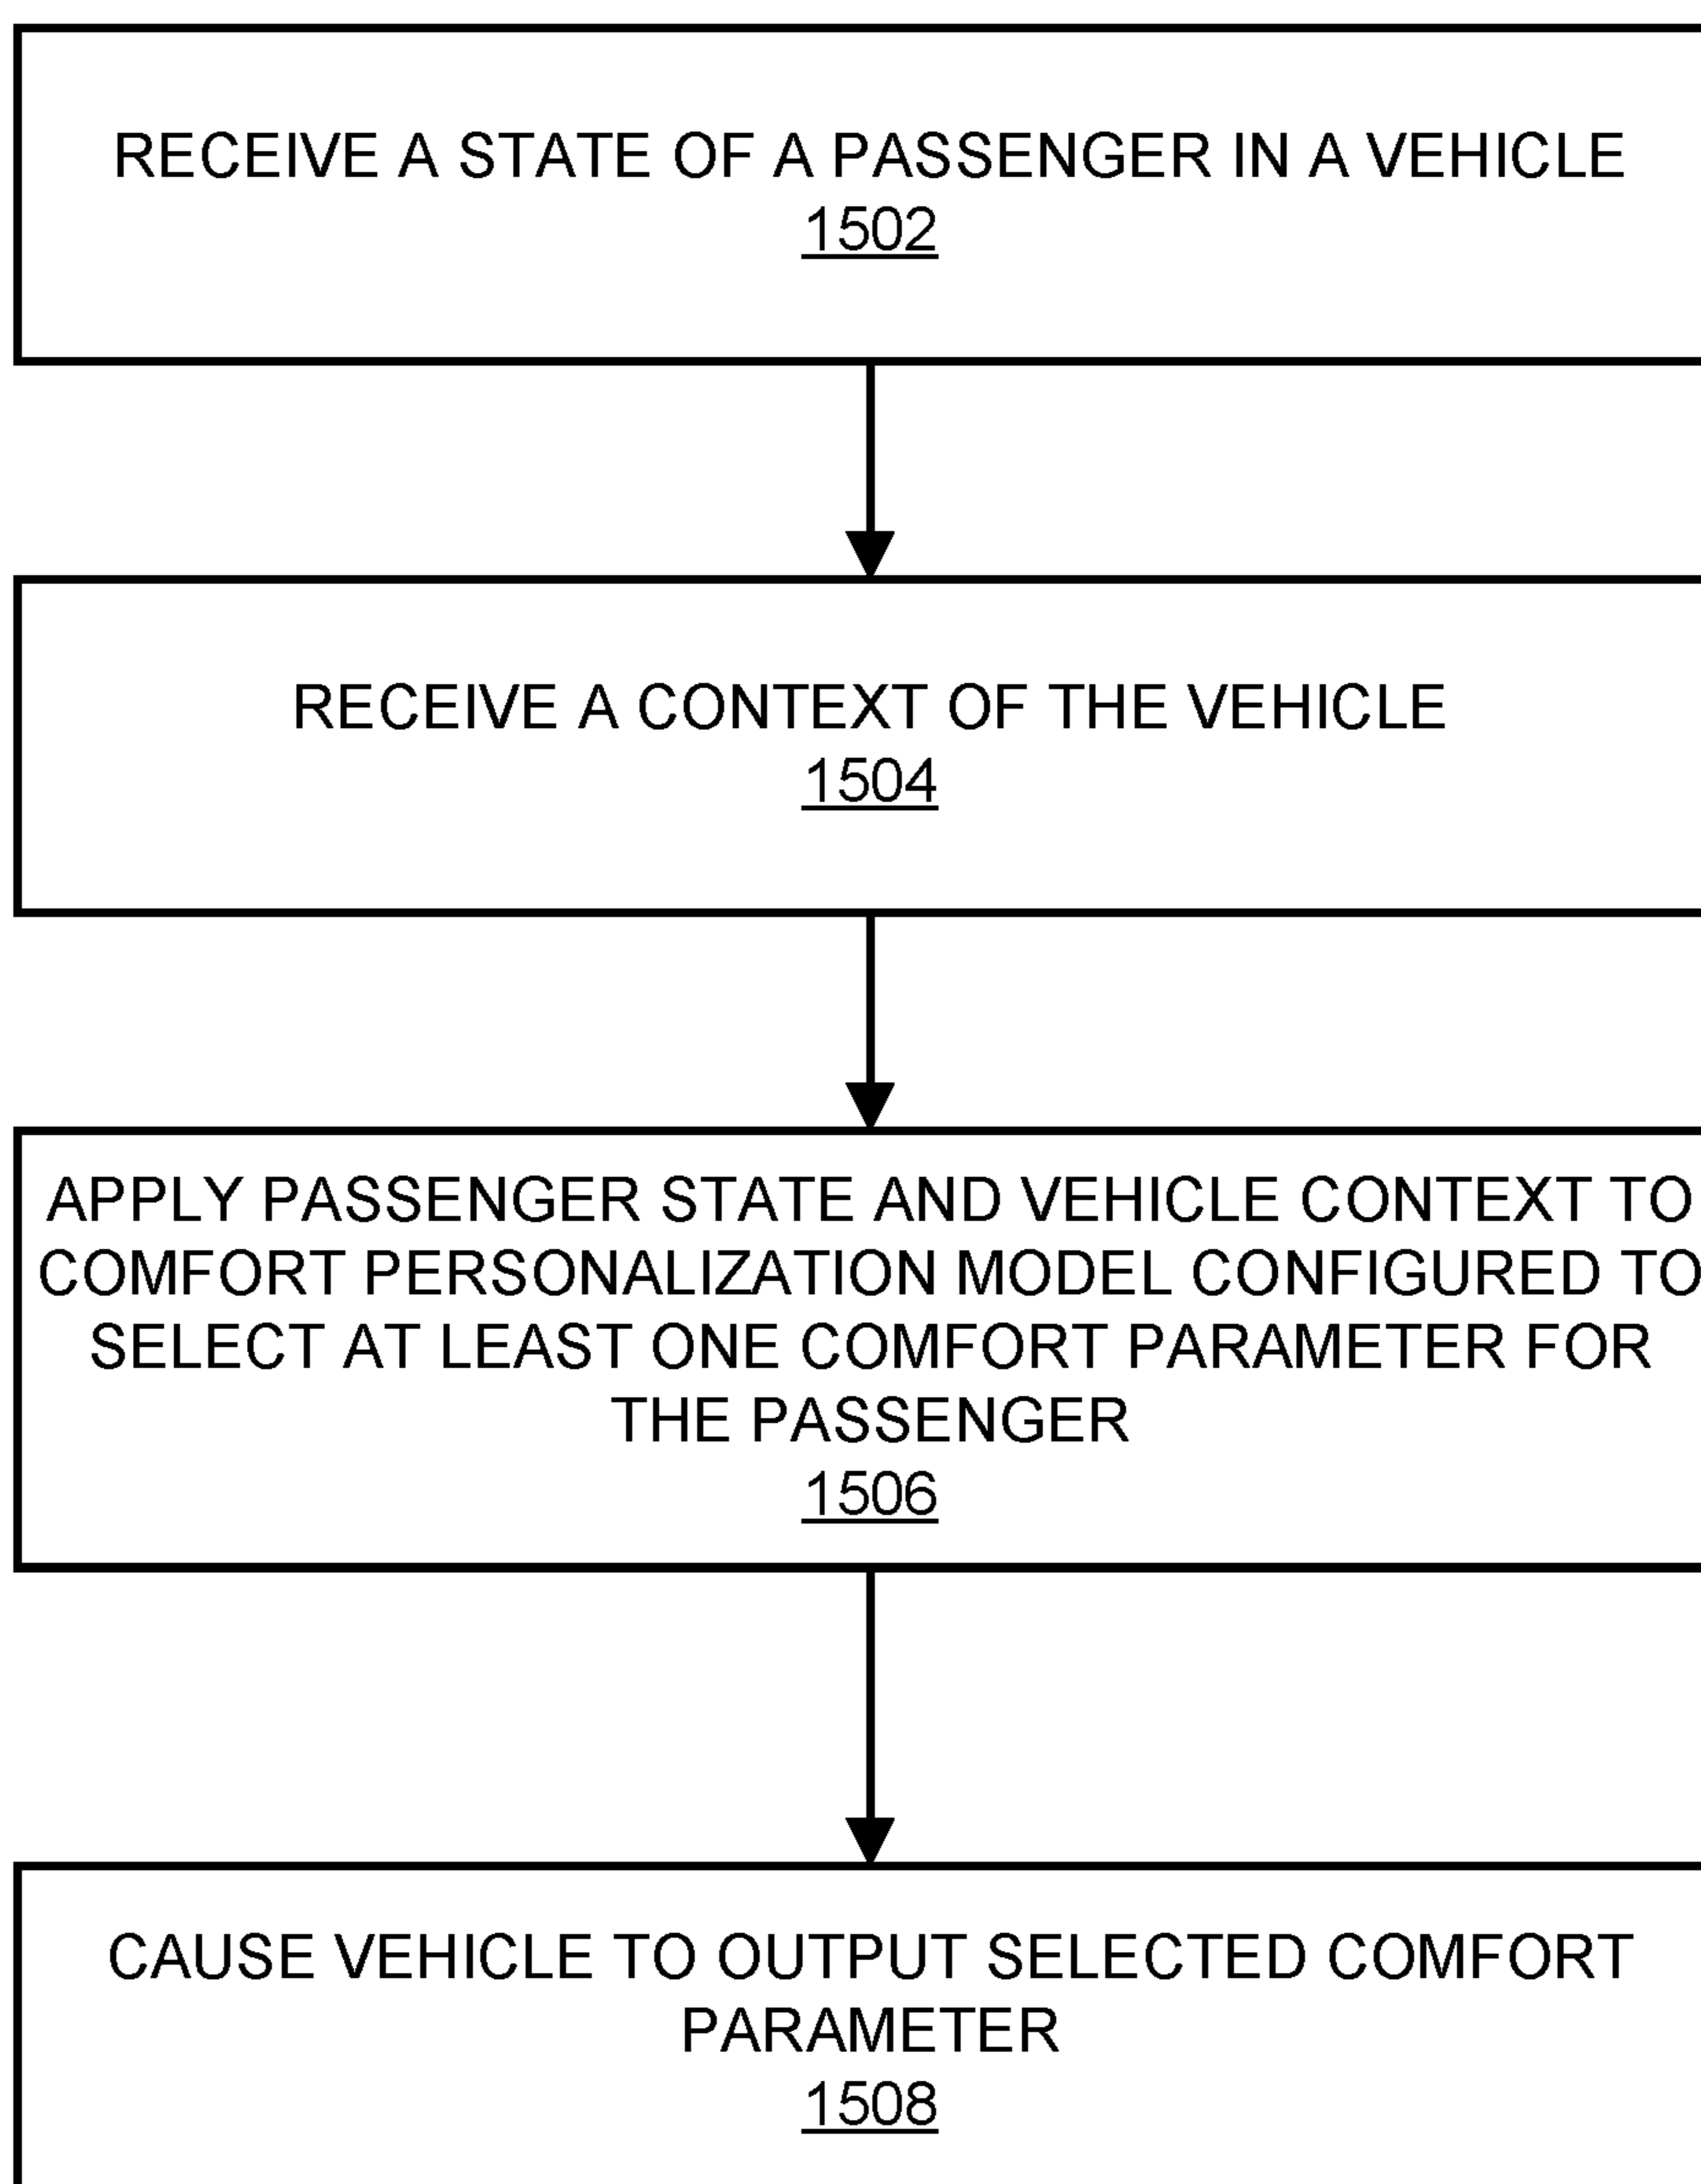 RECEIVE A STATE OF A PASSENGER IN A VEHICLE
1502
RECEIVE A CONTEXT OF THE VEHICLE
1504
APPLY PASSENGER STATE AND VEHICLE CONTEXT TO
COMFORT PERSONALIZATION MODEL CONFIGURED TO
SELECT AT LEAST ONE COMFORT PARAMETER FOR
THE PASSENGER
1506
CAUSE VEHICLE TO OUTPUT SELECTED COMFORT
PARAMETER
1508